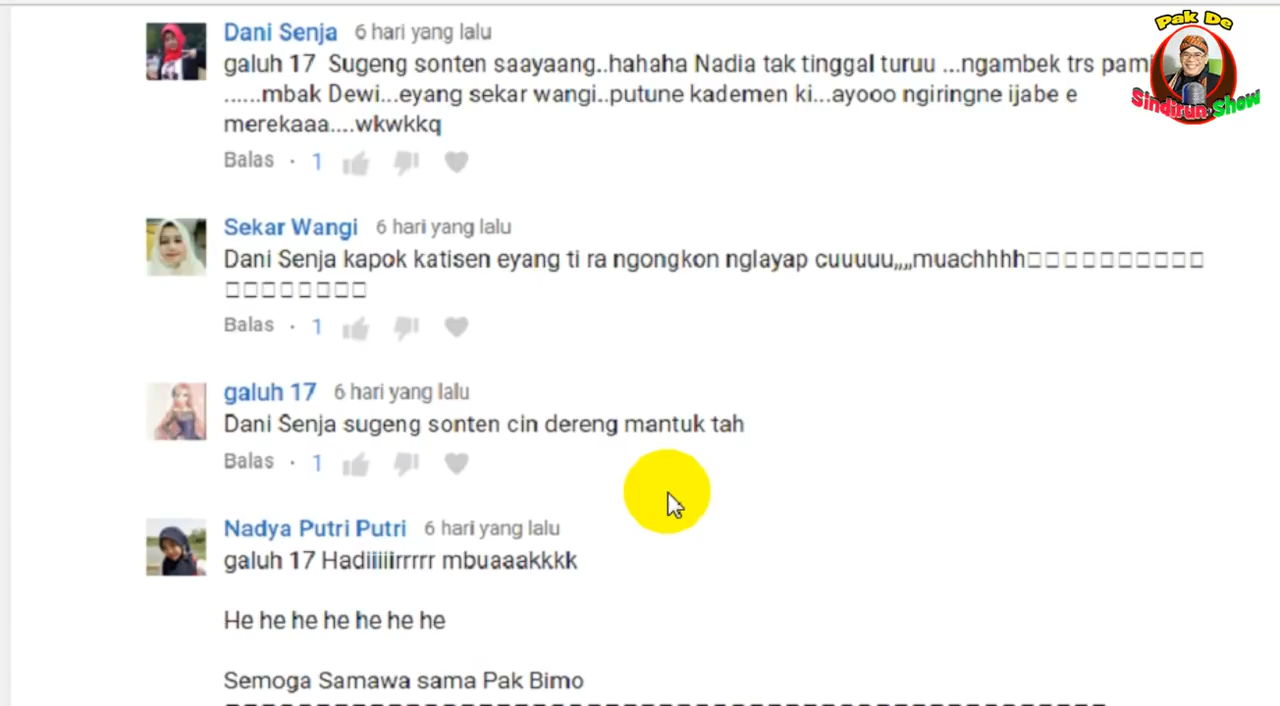 Pak De
Sindirun Show
Dani Senja 6 hari yang lalu
galuh 17 Sugeng sonten saayaang..hahaha Nadia tak tinggal turuu ...ngambek trs pami
......mbak Dewi...eyang sekar wangi..putune kademen ki...ayooo ngiringne ijabe e
merekaaa....wkwkkq
Balas · 1
Sekar Wangi 6 hari yang lalu
Dani Senja kapok katisen eyang ti ra ngongkon nglayap cuuuuu,,,,muachhhh□□□□□□□□□□
□□□□□□□□
Balas · 1
galuh 17 6 hari yang lalu
Dani Senja sugeng sonten cin dereng mantuk tah
Balas · 1
Nadya Putri Putri 6 hari yang lalu
galuh 17 Hadiiiiirrrrr mbuaaakkkk
He he he he he he he
Semoga Samawa sama Pak Bimo